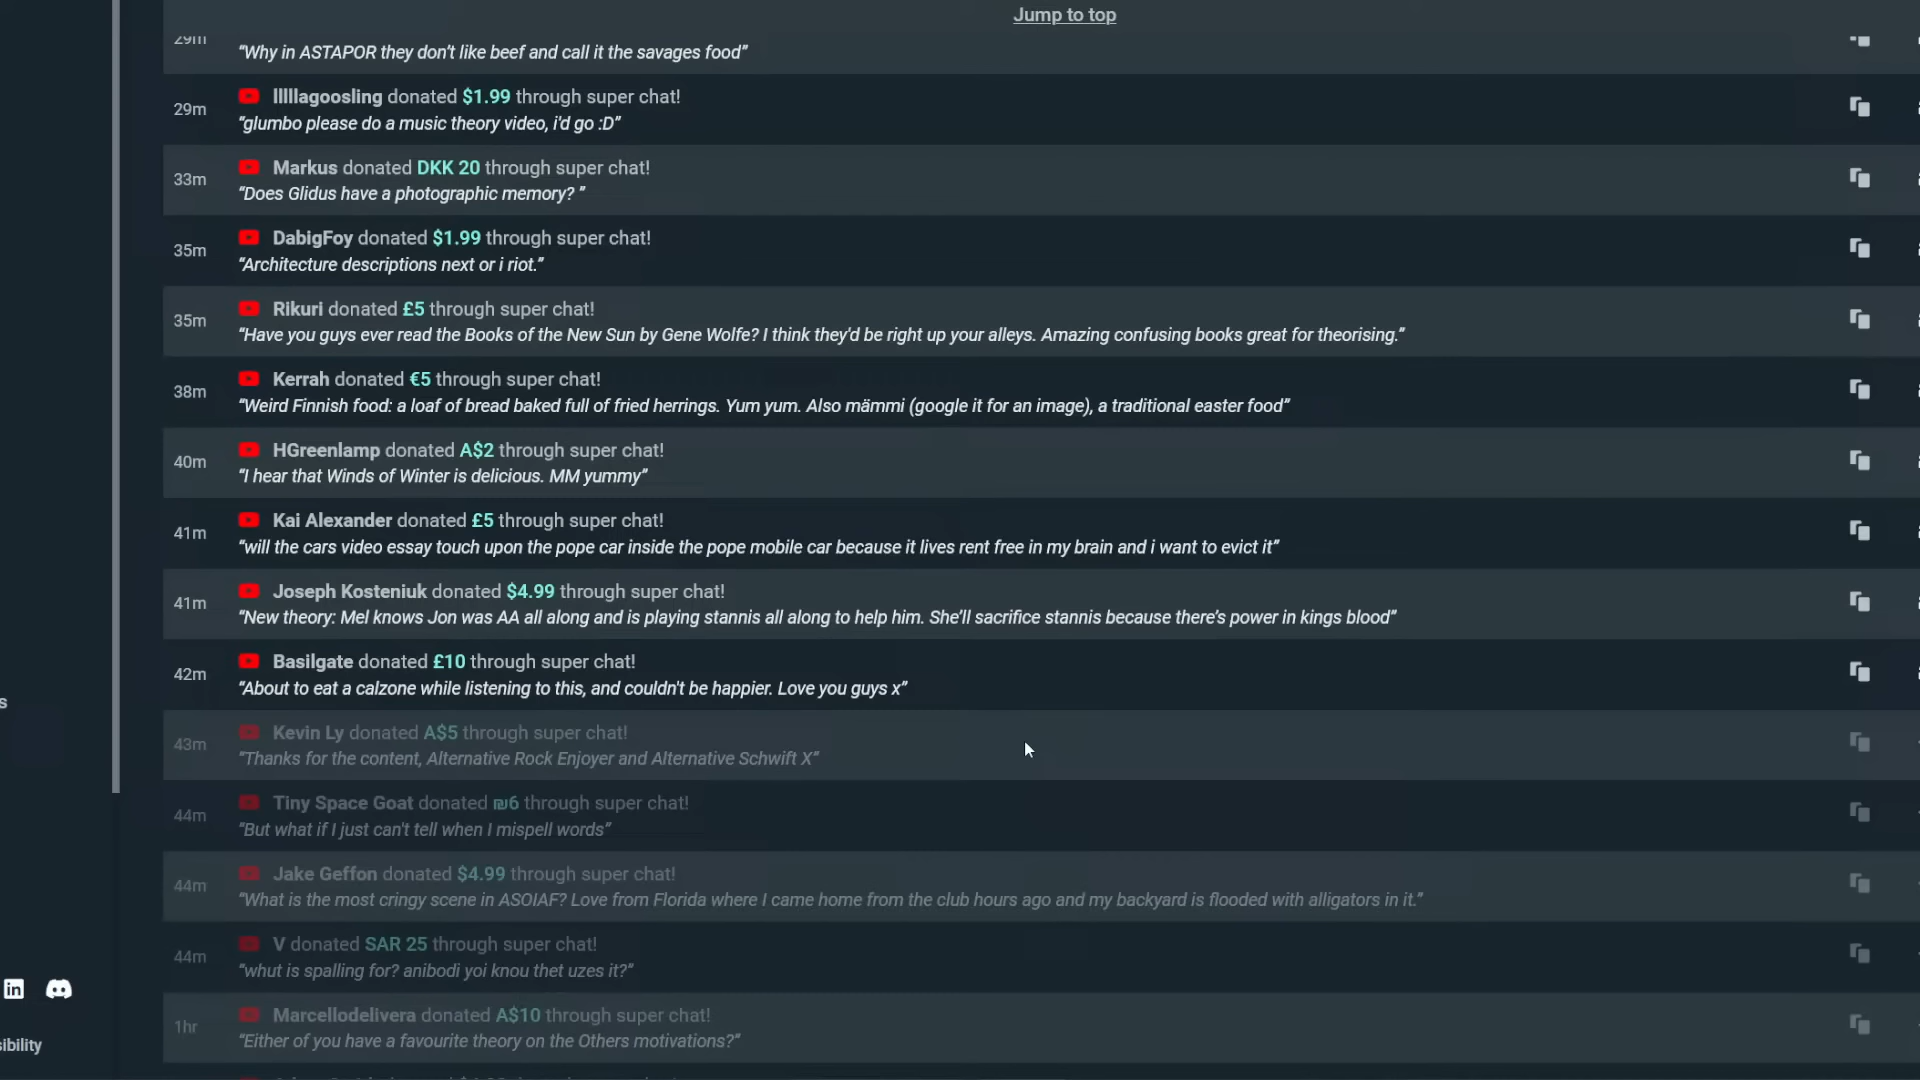 Jump to top
29m
“Why in ASTAPOR they don’t like beef and call it the savages food”
29m
lllllagoosling donated $1.99 through super chat!
“glumbo please do a music theory video, i'd go :D”
33m
Markus donated DKK 20 through super chat!
“Does Glidus have a photographic memory? ”
35m
DabigFoy donated $1.99 through super chat!
“Architecture descriptions next or i riot.”
35m
Rikuri donated £5 through super chat!
“Have you guys ever read the Books of the New Sun by Gene Wolfe? I think they'd be right up your alleys. Amazing confusing books great for theorising.”
38m
Kerrah donated €5 through super chat!
“Weird Finnish food: a loaf of bread baked full of fried herrings. Yum yum. Also mämmi (google it for an image), a traditional easter food”
40m
HGreenlamp donated A$2 through super chat!
“I hear that Winds of Winter is delicious. MM yummy”
41m
Kai Alexander donated £5 through super chat!
“will the cars video essay touch upon the pope car inside the pope mobile car because it lives rent free in my brain and i want to evict it”
41m
Joseph Kosteniuk donated $4.99 through super chat!
“New theory: Mel knows Jon was AA all along and is playing stannis all along to help him. She’ll sacrifice stannis because there’s power in kings blood”
42m
Basilgate donated £10 through super chat!
“About to eat a calzone while listening to this, and couldn't be happier. Love you guys x”
s
43m
Kevin Ly donated A$5 through super chat!
“Thanks for the content, Alternative Rock Enjoyer and Alternative Schwift X”
44m
Tiny Space Goat donated ₪6 through super chat!
“But what if I just can't tell when I mispell words”
44m
Jake Geffon donated $4.99 through super chat!
“What is the most cringy scene in ASOIAF? Love from Florida where I came home from the club hours ago and my backyard is flooded with alligators in it.”
44m
V donated SAR 25 through super chat!
“whut is spalling for? anibodi yoi knou thet uzes it?”
in
1hr
Marcellodelivera donated A$10 through super chat!
“Either of you have a favourite theory on the Others motivations?”
sibility